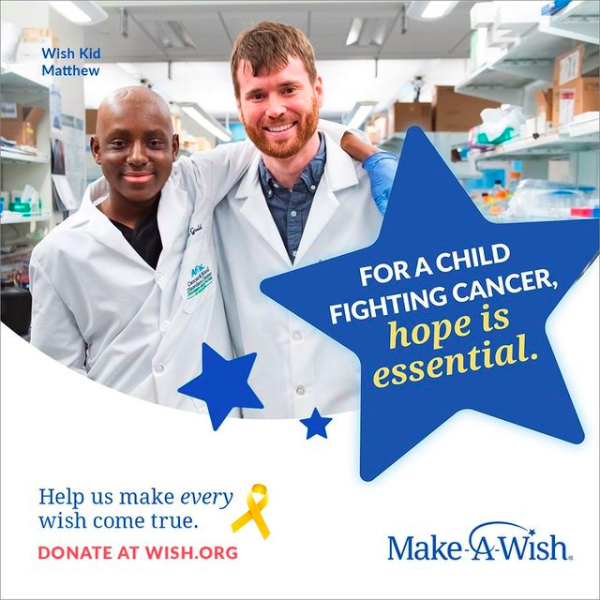 Wish Kid
Matthew
FOR A CHILD
FIGHTING CANCER,
hope is
essential.
Help us make every
wish come true.
DONATE AT WISH.ORG
Make-A-Wish®